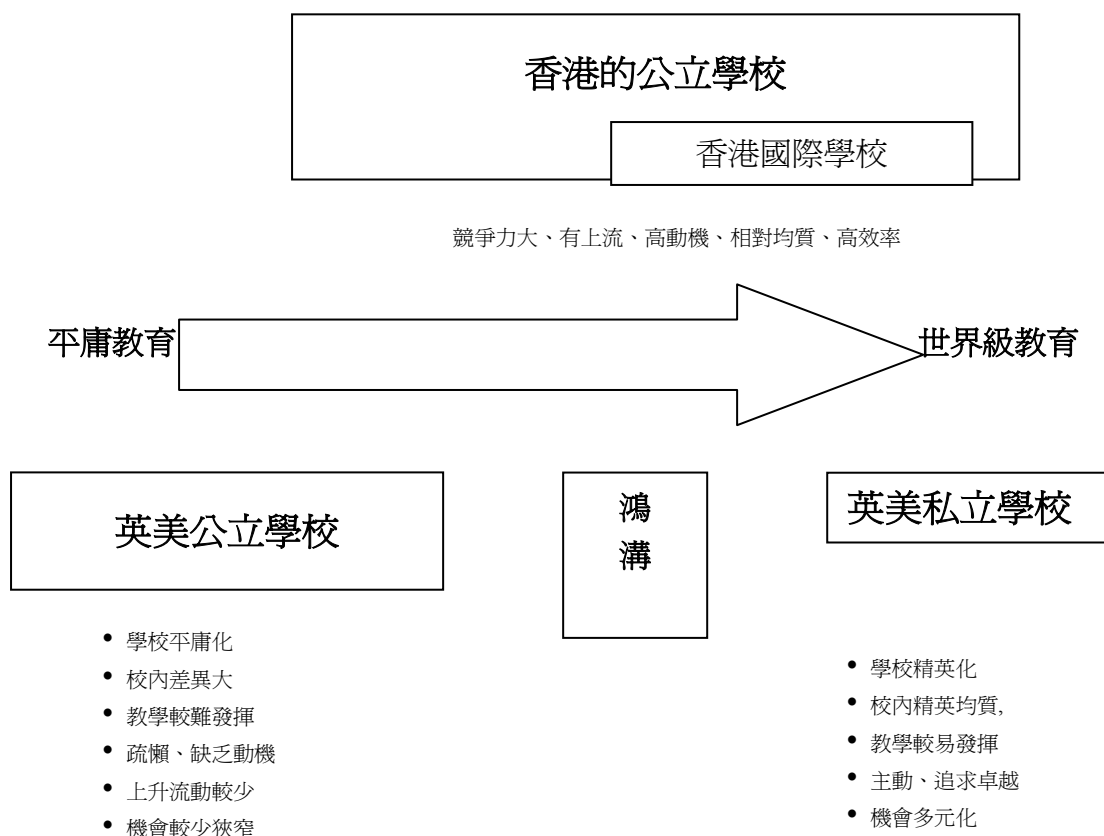 香港的公立學校
香港國際學校
競爭力大、有上流、高動機、相對均質、高效率
平庸教育
世界級教育
英美公立學校
鴻
溝
英美私立學校
• 學校平庸化
• 校內差異大
• 教學較難發揮
• 疏懶、缺乏動機
• 上升流動較少
• 機會較少狹窄
• 學校精英化
• 校內精英均質,
• 教學較易發揮
• 主動、追求卓越
• 機會多元化